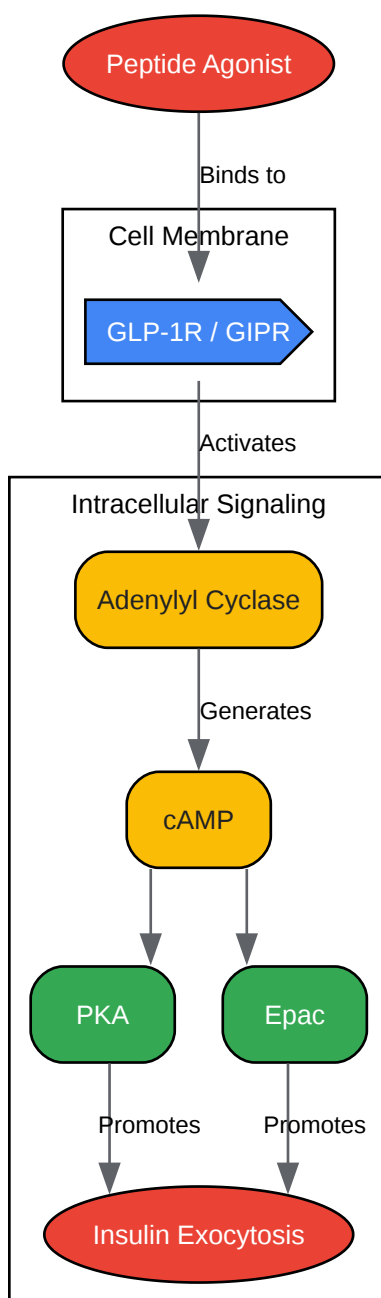 Peptide Agonist
Binds to
Cell Membrane
GLP-1R / GIPR
Activates
Intracellular Signaling
Adenylyl Cyclase
Generates
cAMP
PKA
Epac
Promotes
Promotes
Insulin Exocytosis